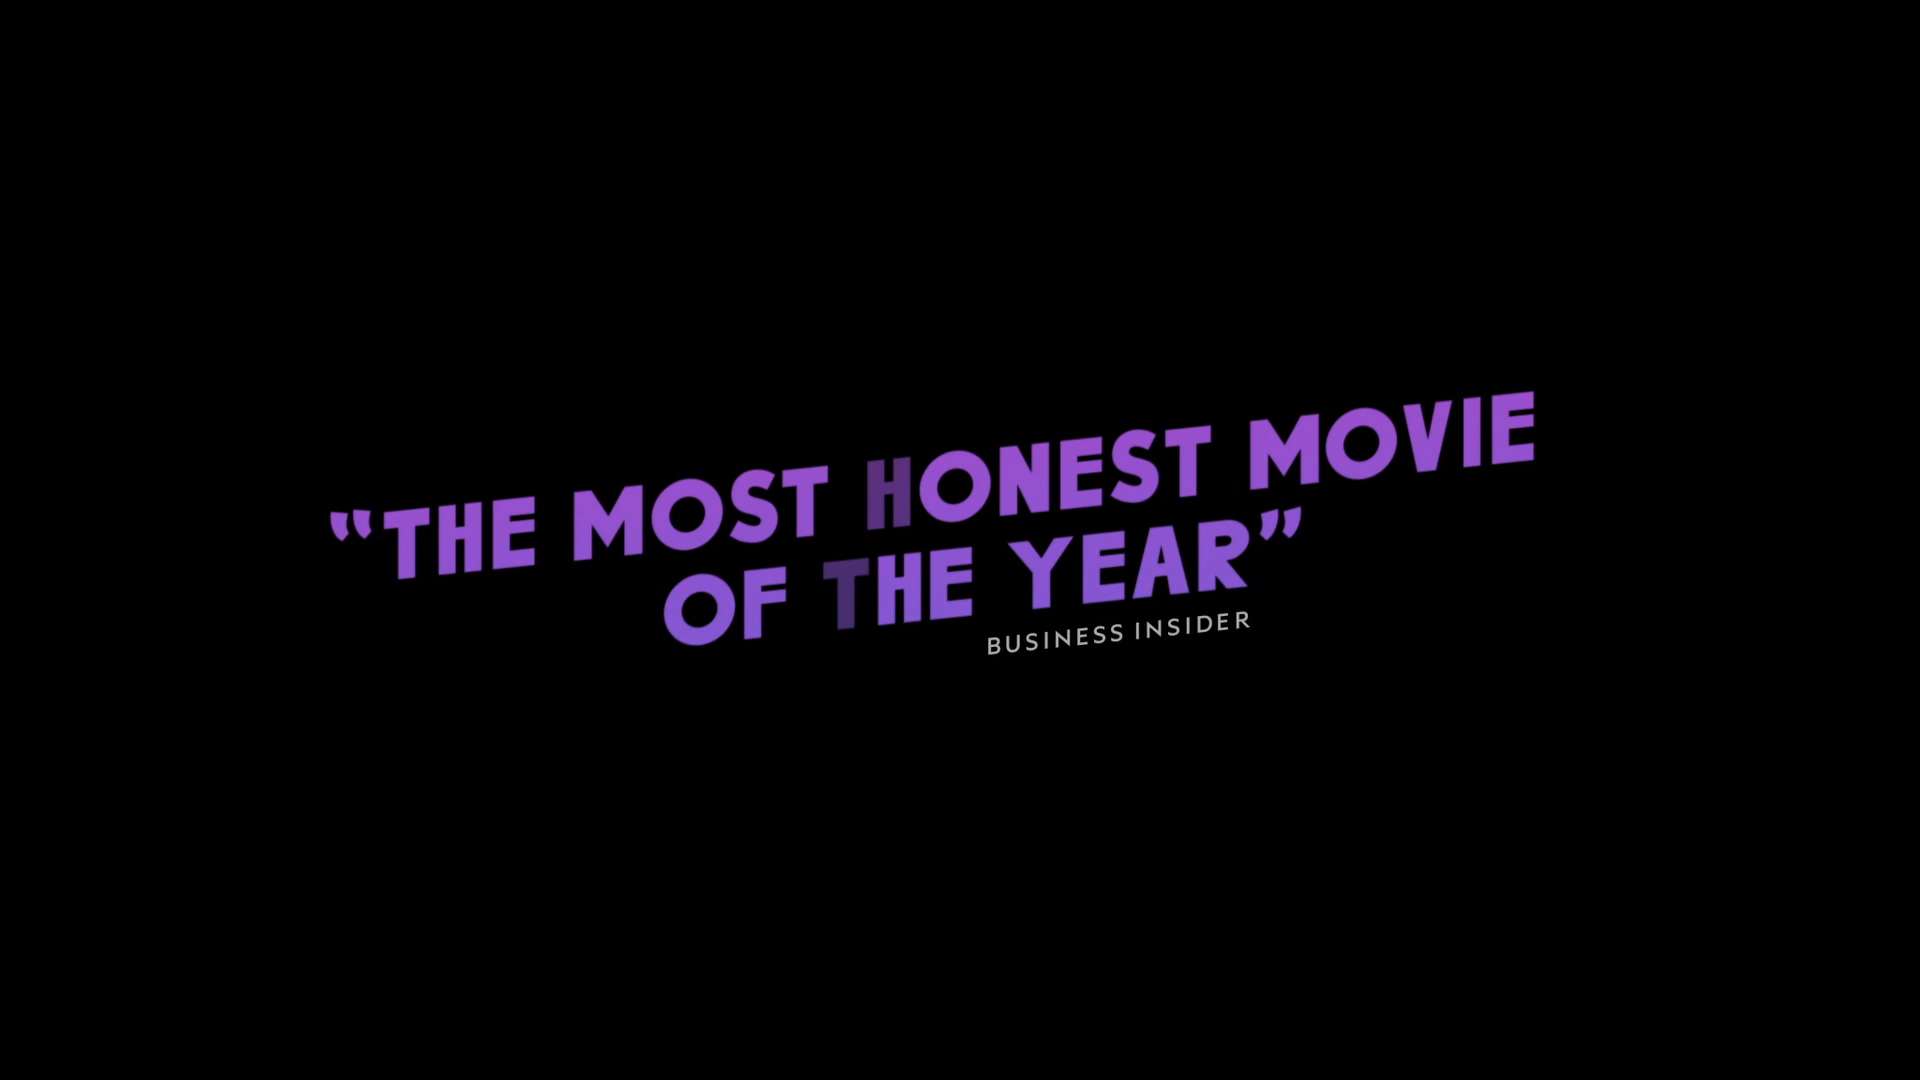 “THE MOST HONEST MOVIE
OF THE YEAR”
BUSINESS INSIDER